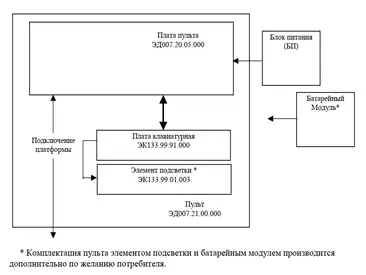 Плата пульта
ЭД007.20.05.000
Блок питания
(БП)
Батарейный
Модуль*
Подключение
платформы
Плата клавиатурная
ЭК133.99.91.000
Элемент подсветки *
ЭК133.99.01.003
Пульт
ЭД007.21.00.000
* Комплектация пульта элементом подсветки и батарейным модулем производится
дополнительно по желанию потребителя.